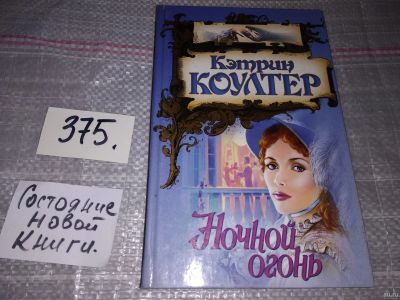 Кэтрин
КОУЛТЕР
375.
Состояние
новой
книги.
Ночной
огонь